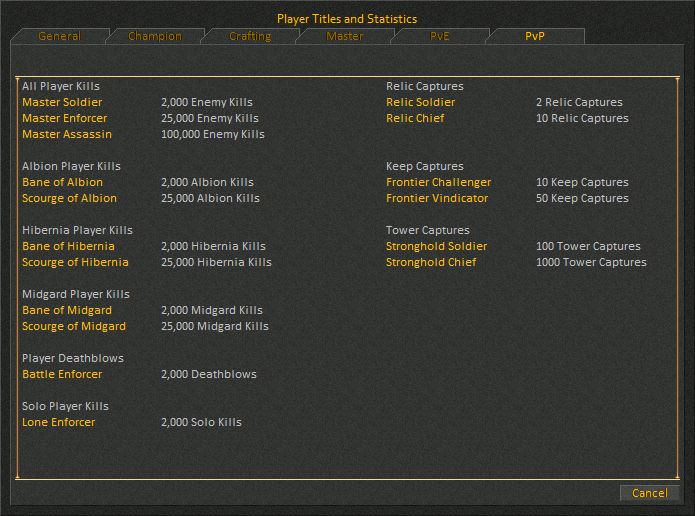 Player Titles and Statistics
General Champion Crafting Master PvE PvP
All Player Kills
Master Soldier 2,000 Enemy Kills
Master Enforcer 25,000 Enemy Kills
Master Assassin 100,000 Enemy Kills
Albion Player Kills
Bane of Albion 2,000 Albion Kills
Scourge of Albion 25,000 Albion Kills
Hibernia Player Kills
Bane of Hibernia 2,000 Hibernia Kills
Scourge of Hibernia 25,000 Hibernia Kills
Midgard Player Kills
Bane of Midgard 2,000 Midgard Kills
Scourge of Midgard 25,000 Midgard Kills
Player Deathblows
Battle Enforcer 2,000 Deathblows
Solo Player Kills
Lone Enforcer 2,000 Solo Kills
Relic Captures
Relic Soldier 2 Relic Captures
Relic Chief 10 Relic Captures
Keep Captures
Frontier Challenger 10 Keep Captures
Frontier Vindicator 50 Keep Captures
Tower Captures
Stronghold Soldier 100 Tower Captures
Stronghold Chief 1000 Tower Captures
Cancel